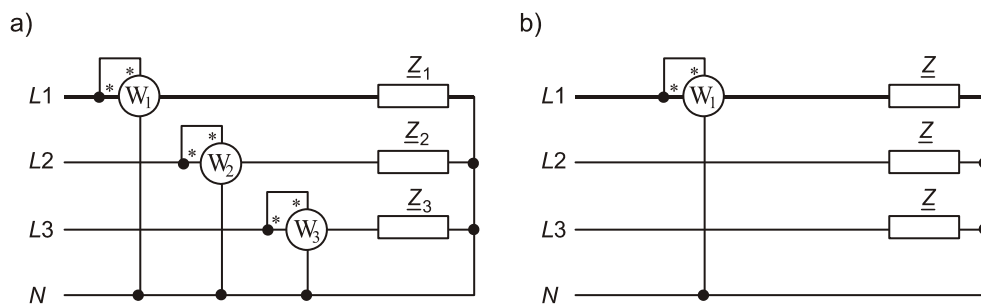 a)
L1 * * W1 Z1
L2 * * W2 Z2
L3 * * W3 Z3
N
b)
L1 * * W1 Z
L2 Z
L3 Z
N